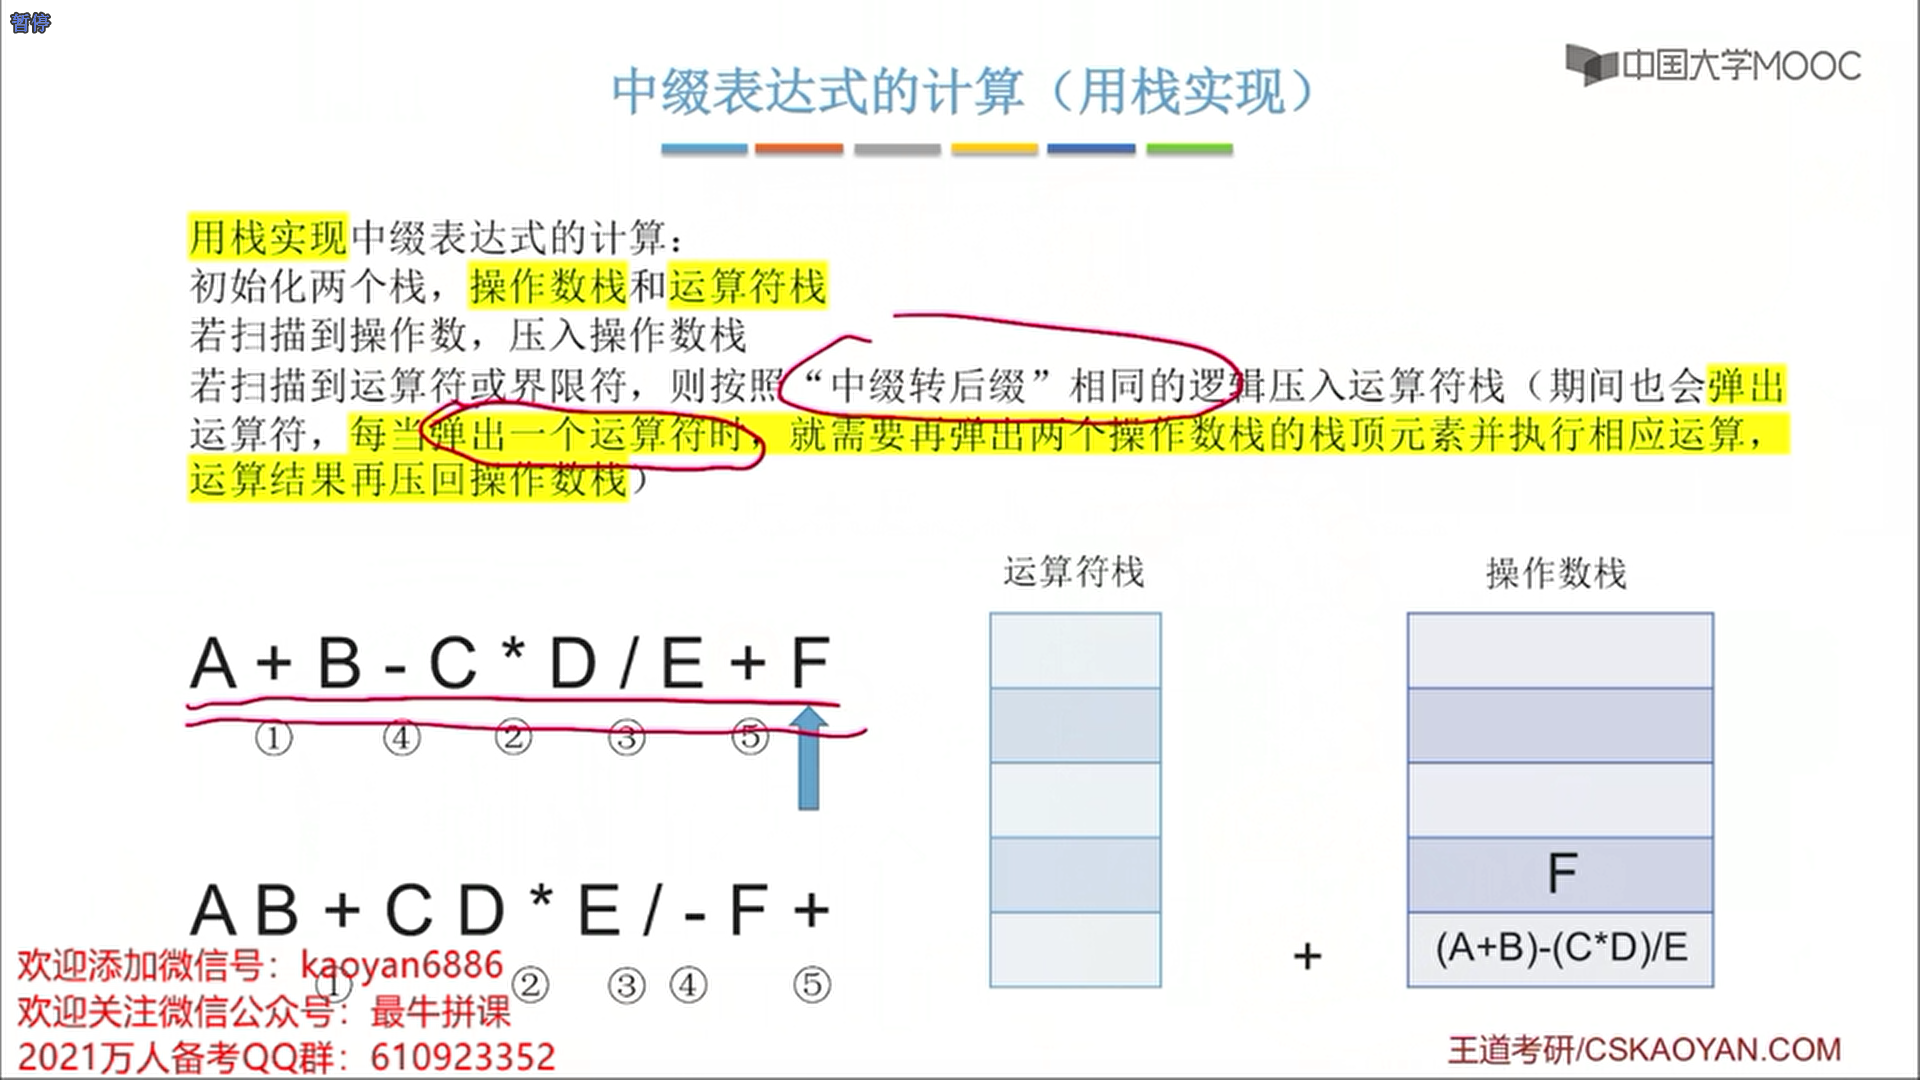 暂停
中国大学MOOC
中缀表达式的计算（用栈实现）
用栈实现中缀表达式的计算：
初始化两个栈，操作数栈和运算符栈
若扫描到操作数，压入操作数栈
若扫描到运算符或界限符，则按照“中缀转后缀”相同的逻辑压入运算符栈（期间也会弹出
运算符，每当弹出一个运算符时，就需要再弹出两个操作数栈的栈顶元素并执行相应运算，
运算结果再压回操作数栈）
运算符栈
操作数栈
A + B - C * D / E + F
① ④ ② ③ ⑤
F
A B + C D * E / - F +
+
(A+B)-(C*D)/E
① ② ③ ④ ⑤
欢迎添加微信号：kaoyan6886
欢迎关注微信公众号：最牛拼课
2021万人备考QQ群：610923352
王道考研/CSKAOYAN.COM